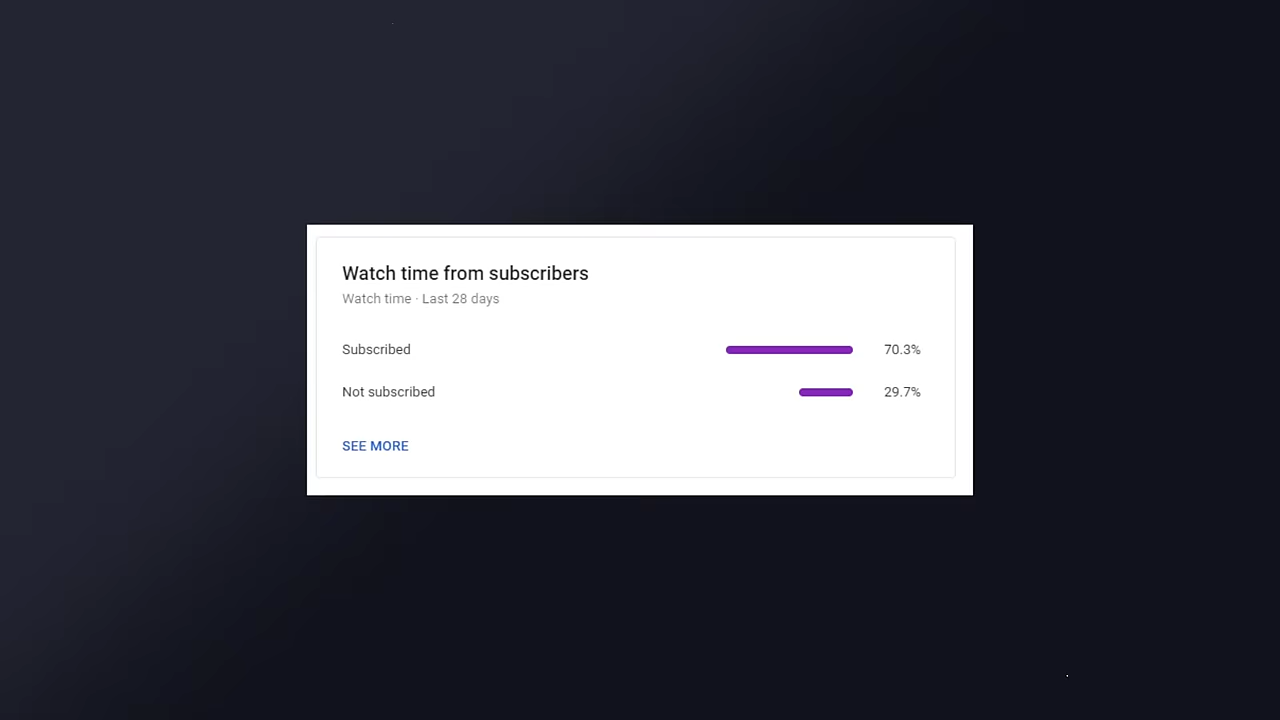 Watch time from subscribers
Watch time · Last 28 days
Subscribed 70.3%
Not subscribed 29.7%
SEE MORE